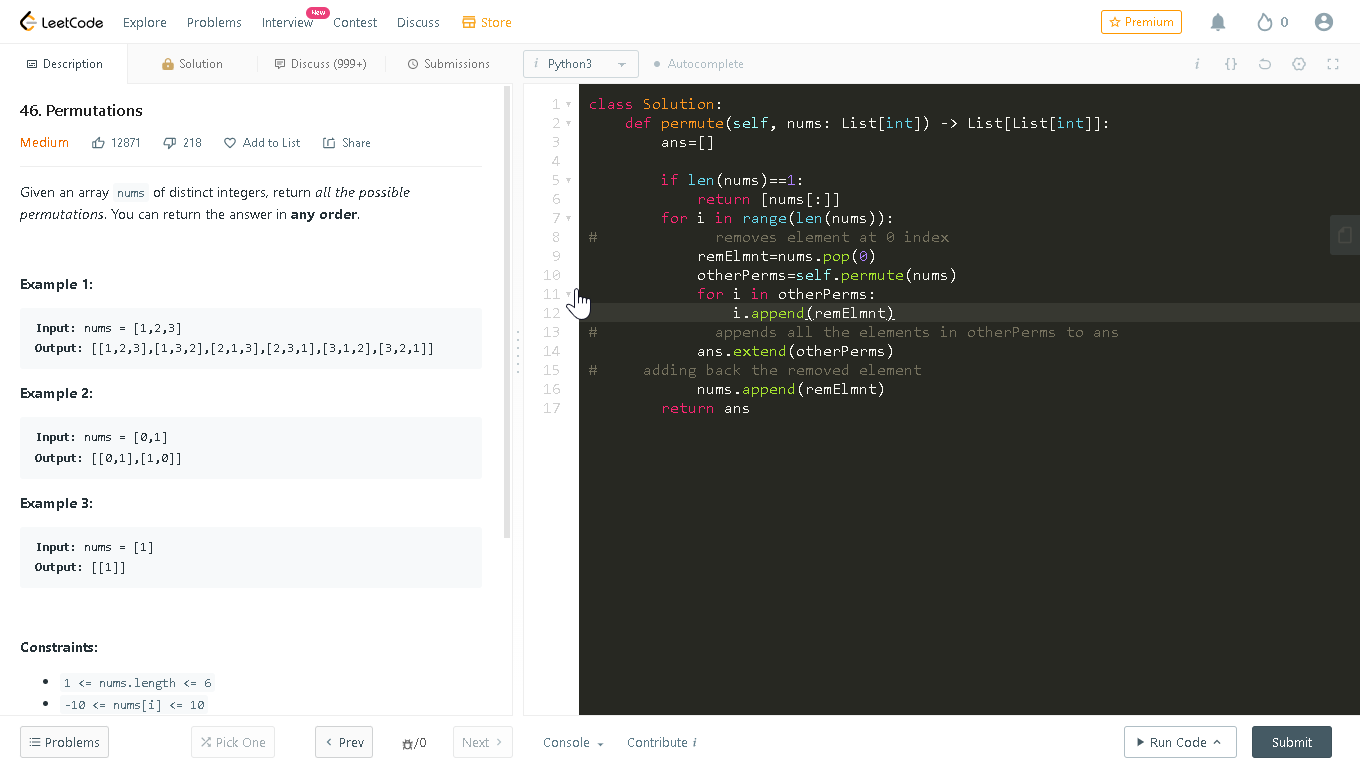 LeetCode Explore Problems Interview New Contest Discuss Store Premium 0
Description Solution Discuss (999+) Submissions i Python3 Autocomplete i {}
46. Permutations
Medium 12871 218 Add to List Share
Given an array nums of distinct integers, return all the possible
permutations. You can return the answer in any order.
Example 1:
Input: nums = [1,2,3]
Output: [[1,2,3],[1,3,2],[2,1,3],[2,3,1],[3,1,2],[3,2,1]]
Example 2:
Input: nums = [0,1]
Output: [[0,1],[1,0]]
Example 3:
Input: nums = [1]
Output: [[1]]
Constraints:
1 <= nums.length <= 6
-10 <= nums[i] <= 10
1 class Solution:
2 def permute(self, nums: List[int]) -> List[List[int]]:
3 ans=[]
4
5 if len(nums)==1:
6 return [nums[:]]
7 for i in range(len(nums)):
8 # removes element at 0 index
9 remElmnt=nums.pop(0)
10 otherPerms=self.permute(nums)
11 for i in otherPerms:
12 i.append(remElmnt)
13 # appends all the elements in otherPerms to ans
14 ans.extend(otherPerms)
15 # adding back the removed element
16 nums.append(remElmnt)
17 return ans
Problems Pick One Prev /0 Next Console Contribute i Run Code Submit